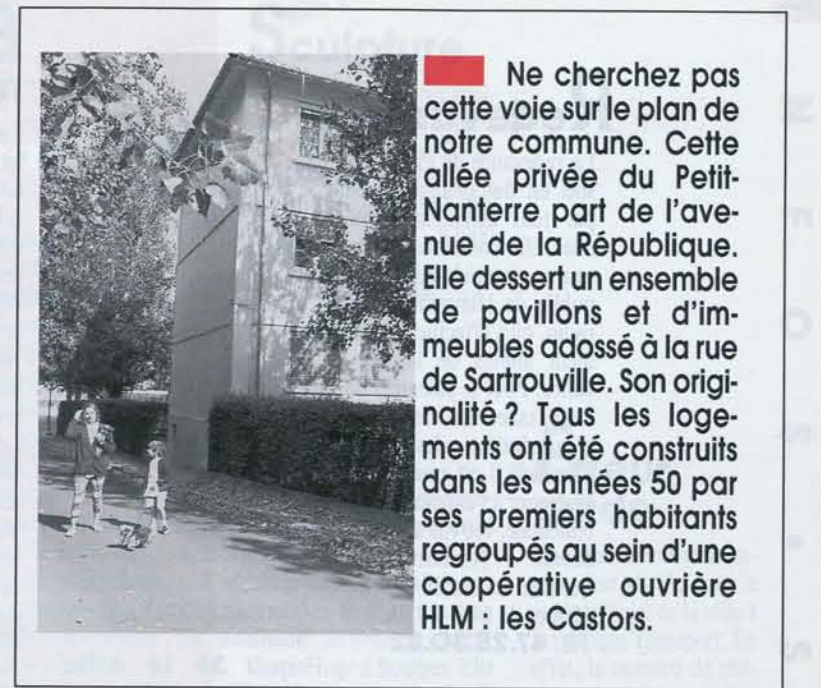 Ne cherchez pas
cette voie sur le plan de
notre commune. Cette
allée privée du Petit-
Nanterre part de l'ave-
nue de la République.
Elle dessert un ensemble
de pavillons et d'im-
meubles adossé à la rue
de Sartrouville. Son origi-
nalité ? Tous les loge-
ments ont été construits
dans les années 50 par
ses premiers habitants
regroupés au sein d'une
coopérative ouvrière
HLM : les Castors.